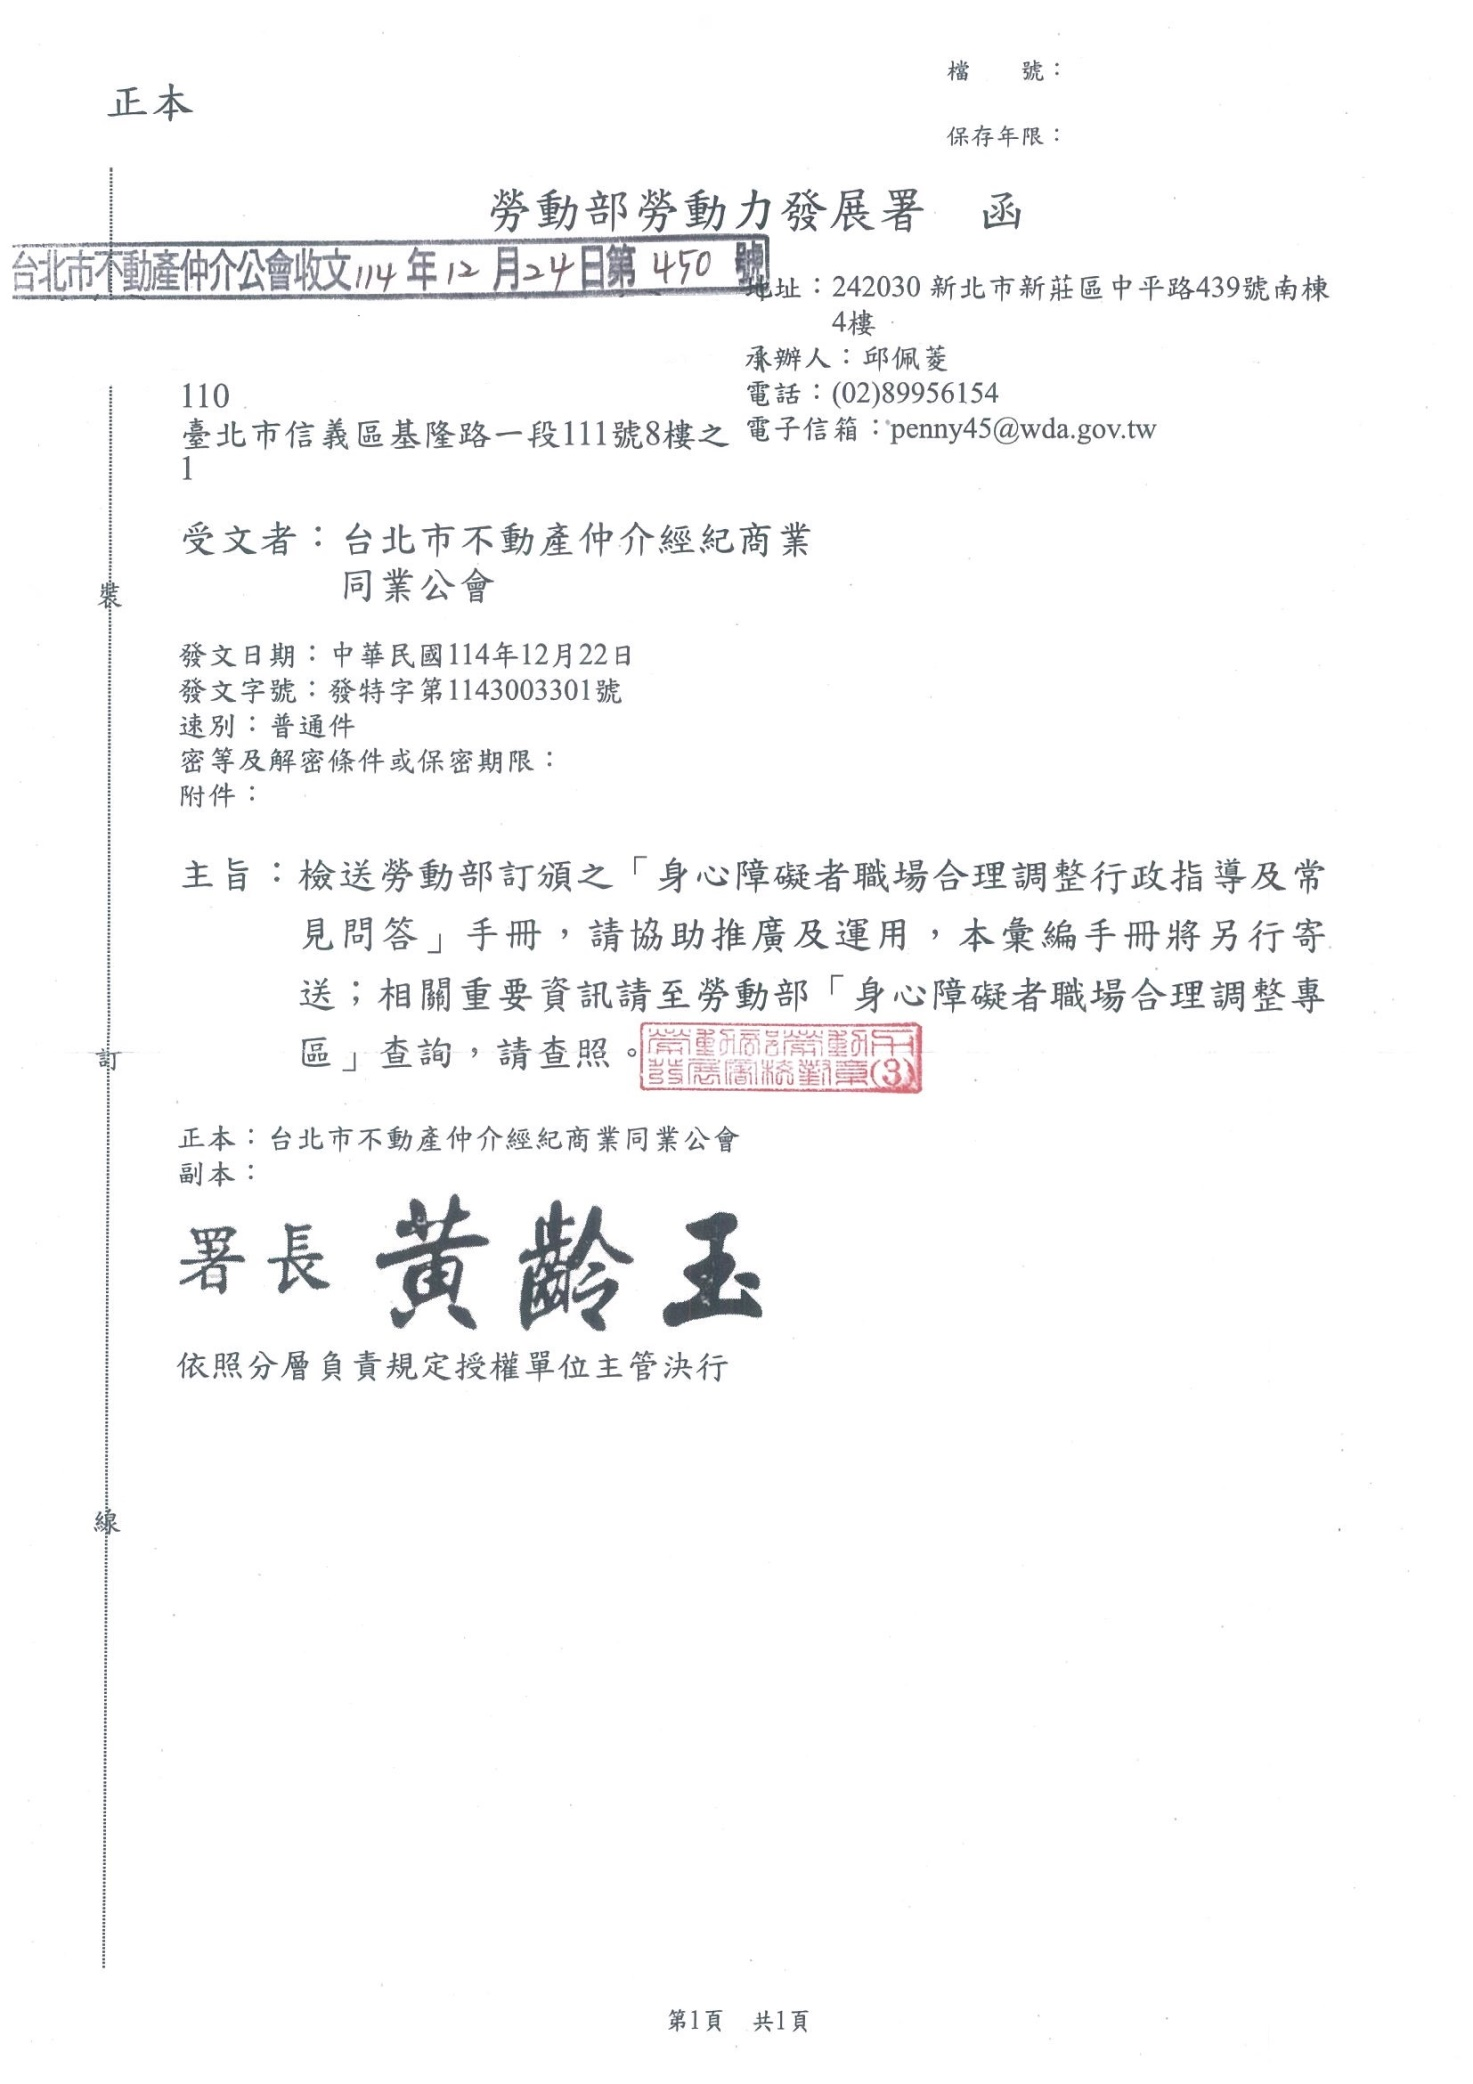 檔　　號：
保存年限：
正本
勞動部勞動力發展署　函
台北市不動產仲介公會收文114年12月24日第450號
地址：242030 新北市新莊區中平路439號南棟
4樓
承辦人：邱佩菱
電話：(02)89956154
電子信箱：penny45@wda.gov.tw
110
臺北市信義區基隆路一段111號8樓之
1
受文者：台北市不動產仲介經紀商業
同業公會
發文日期：中華民國114年12月22日
發文字號：發特字第1143003301號
速別：普通件
密等及解密條件或保密期限：
附件：
主旨：檢送勞動部訂頒之「身心障礙者職場合理調整行政指導及常
見問答」手冊，請協助推廣及運用，本彙編手冊將另行寄
送；相關重要資訊請至勞動部「身心障礙者職場合理調整專
區」查詢，請查照。
勞動部勞動力
發展署校對章(3)
正本：台北市不動產仲介經紀商業同業公會
副本：
署長 黃齡玉
依照分層負責規定授權單位主管決行
裝
訂
線
第1頁　共1頁